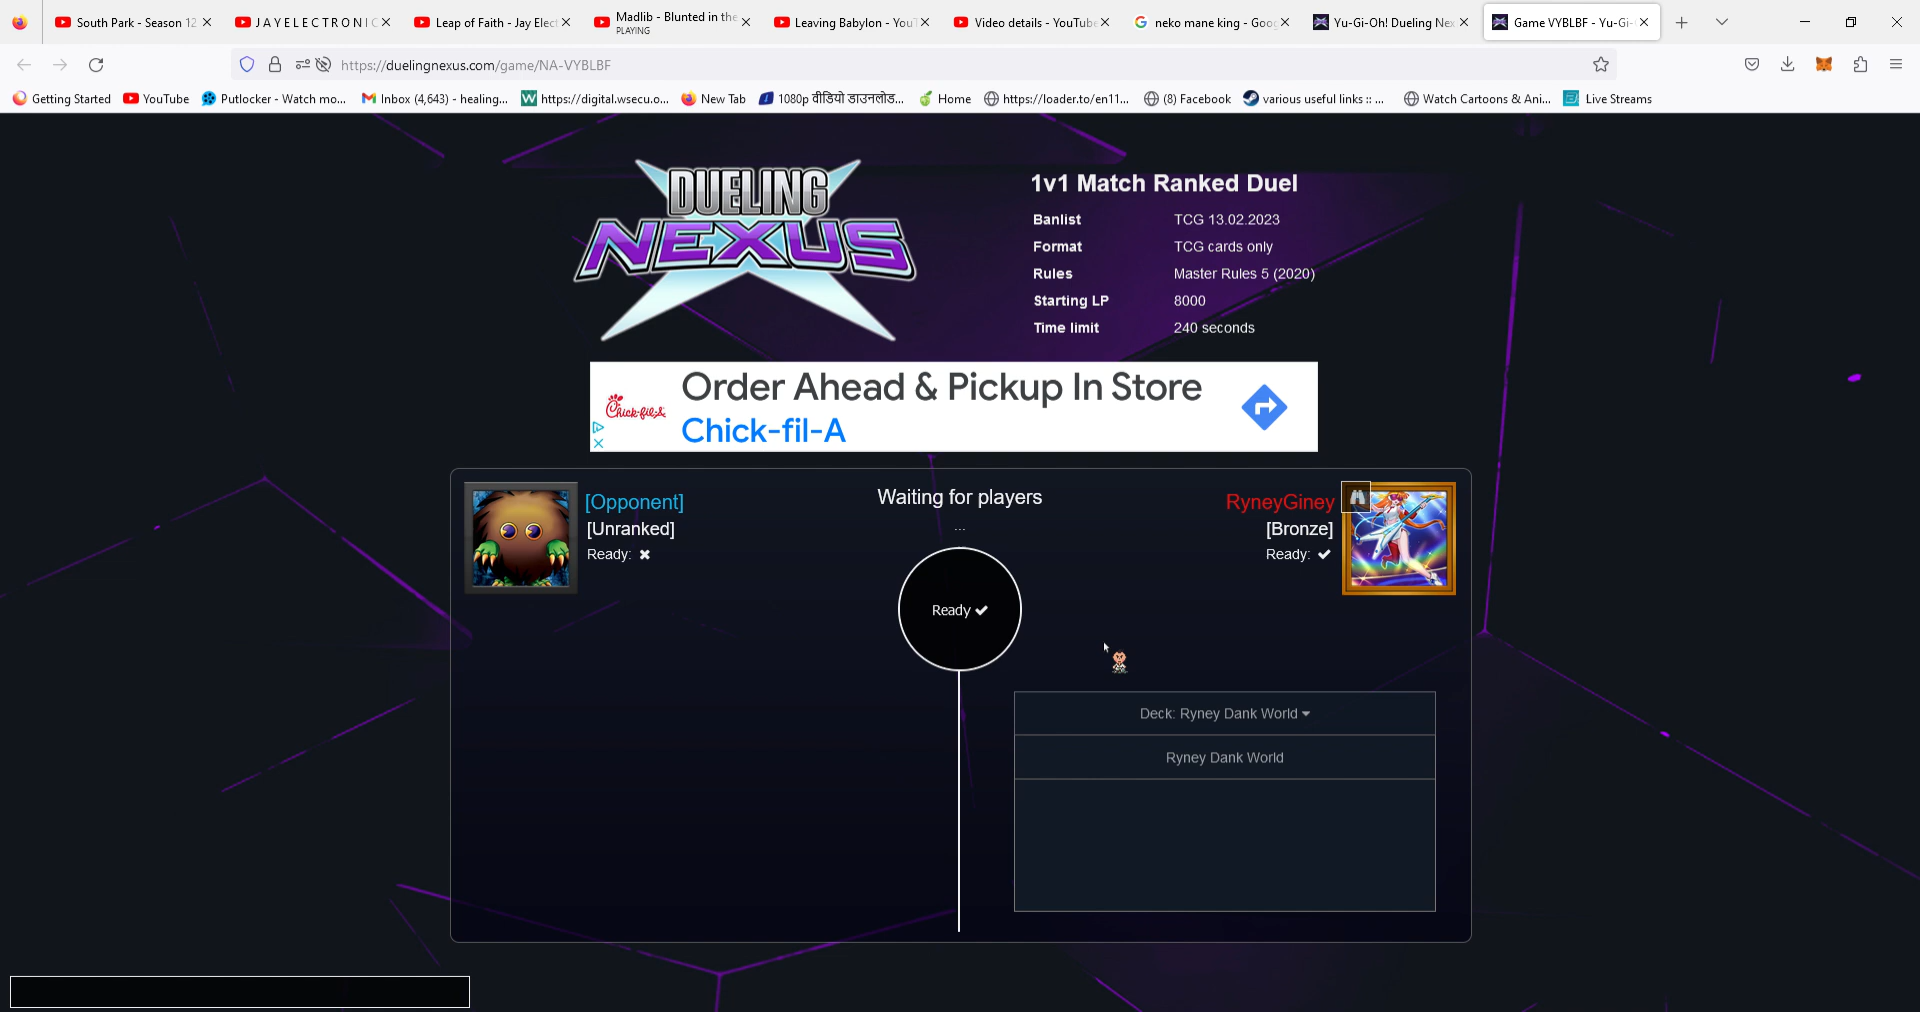 South Park - Season 12
J A Y E L E C T R O N I C
Leap of Faith - Jay Elec
Madlib - Blunted in the
PLAYING
Leaving Babylon - You
Video details - YouTube
neko mane king - Goo
Yu-Gi-Oh! Dueling Nex
Game VYBLBF - Yu-Gi-
https://duelingnexus.com/game/NA-VYBLBF
Getting Started
YouTube
Putlocker - Watch mo...
Inbox (4,643) - healing...
https://digital.wsecu.o...
New Tab
1080p वीडियो डाउनलोड...
Home
https://loader.to/en11...
(8) Facebook
various useful links :: ...
Watch Cartoons & Ani...
Live Streams
DUELING
NEXUS
1v1 Match Ranked Duel
Banlist TCG 13.02.2023
Format TCG cards only
Rules Master Rules 5 (2020)
Starting LP 8000
Time limit 240 seconds
Chick-fil-A
Order Ahead & Pickup In Store
Chick-fil-A
[Opponent]
[Unranked]
Ready:
Waiting for players
...
RyneyGiney
[Bronze]
Ready:
Ready
Deck: Ryney Dank World
Ryney Dank World